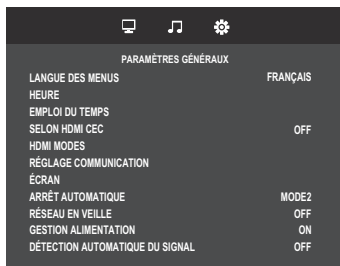 PARAMÈTRES GÉNÉRAUX
LANGUE DES MENUS FRANÇAIS
HEURE
EMPLOI DU TEMPS
SELON HDMI CEC OFF
HDMI MODES
RÉGLAGE COMMUNICATION
ÉCRAN
ARRÊT AUTOMATIQUE MODE2
RÉSEAU EN VEILLE OFF
GESTION ALIMENTATION ON
DÉTECTION AUTOMATIQUE DU SIGNAL OFF